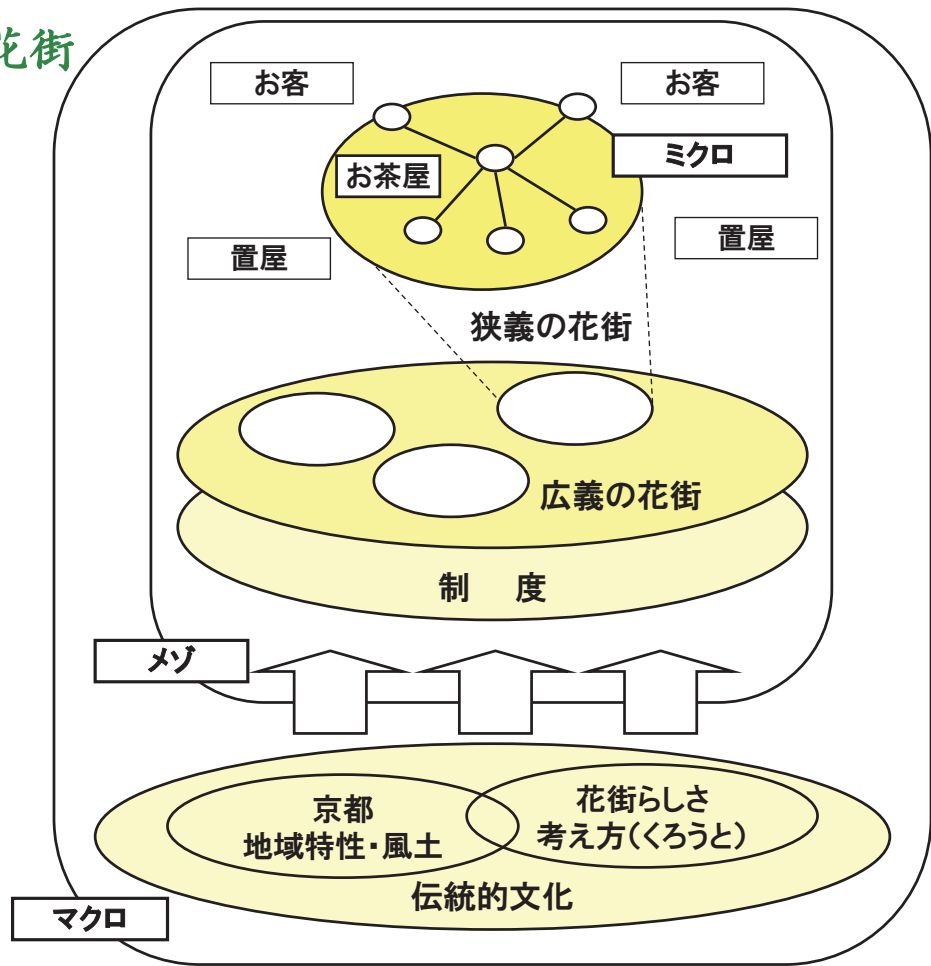 花街
お客
お客
ミクロ
お茶屋
置屋
置屋
狭義の花街
広義の花街
制 度
メゾ
京都
地域特性・風土
花街らしさ
考え方(くろうと)
伝統的文化
マクロ